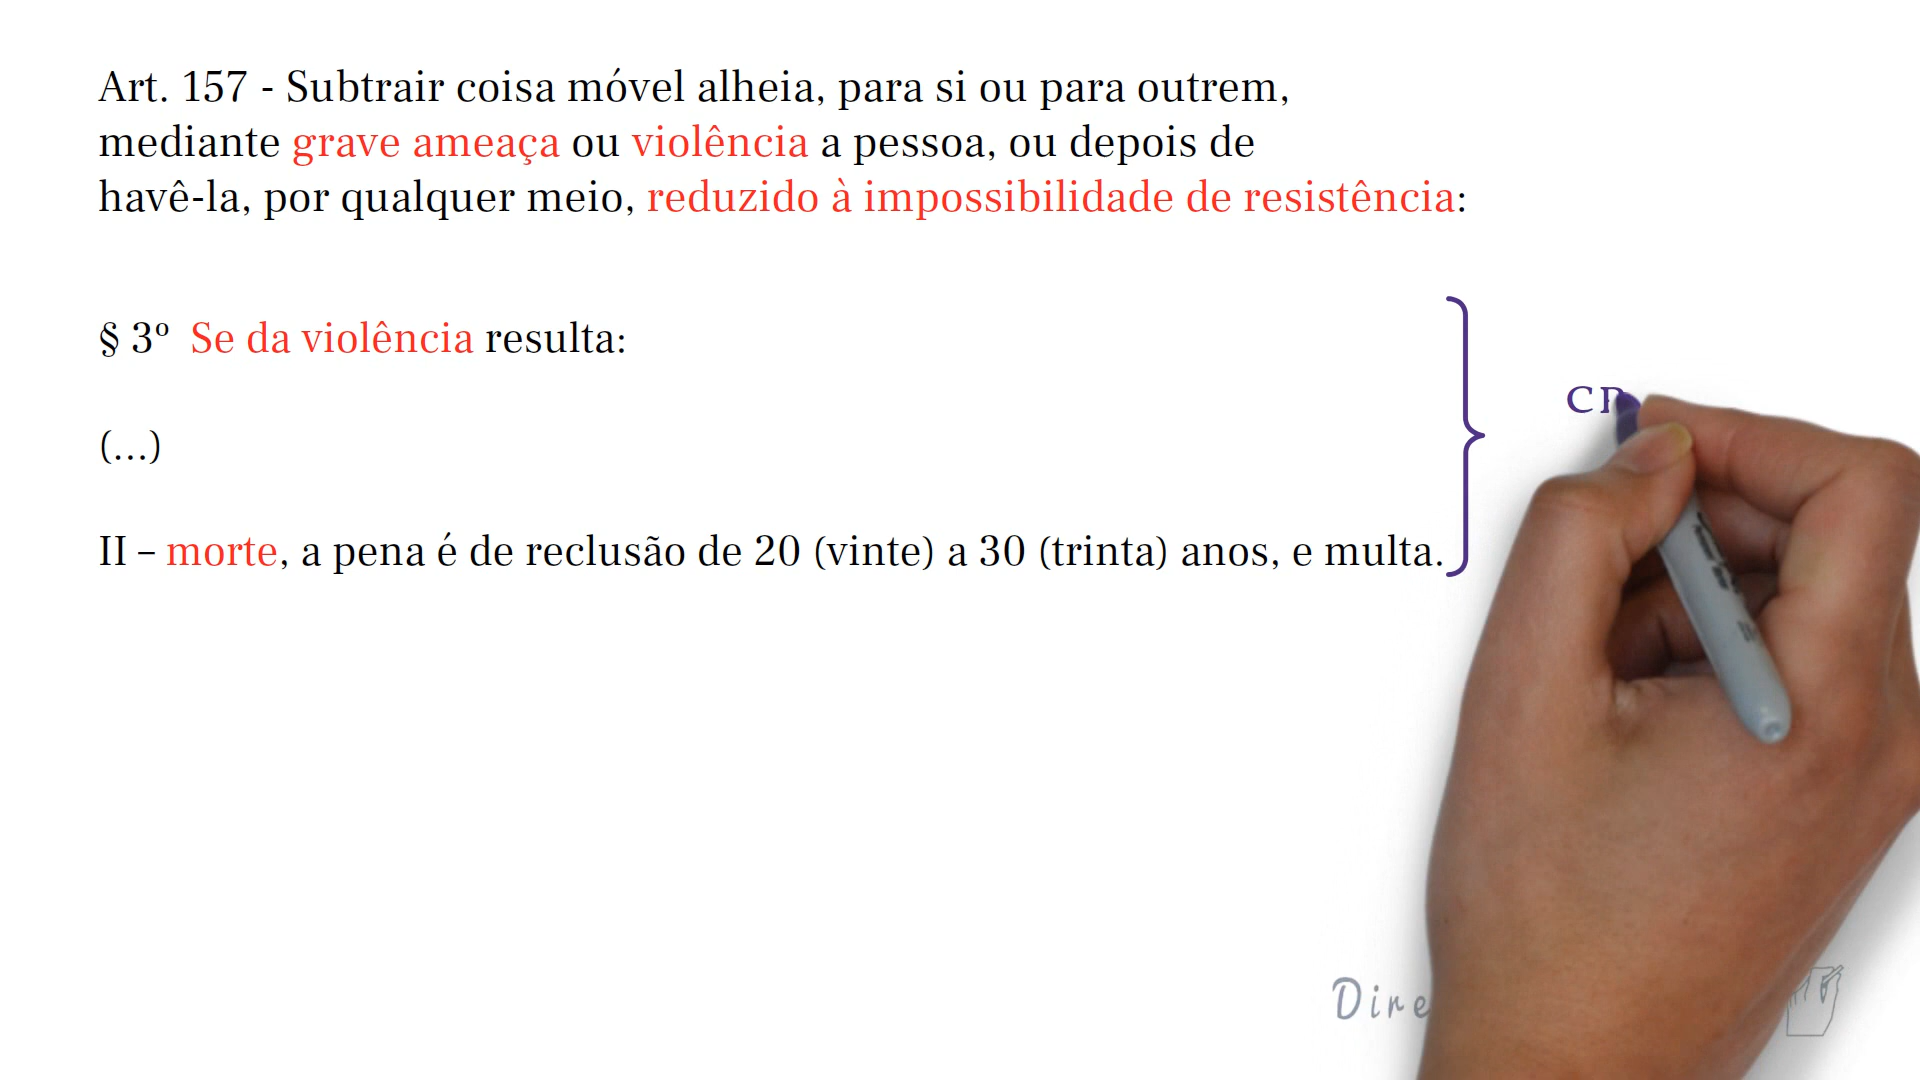 Art. 157 - Subtrair coisa móvel alheia, para si ou para outrem,
mediante grave ameaça ou violência a pessoa, ou depois de
havê-la, por qualquer meio, reduzido à impossibilidade de resistência:
§ 3º Se da violência resulta:
(...)
II – morte, a pena é de reclusão de 20 (vinte) a 30 (trinta) anos, e multa.